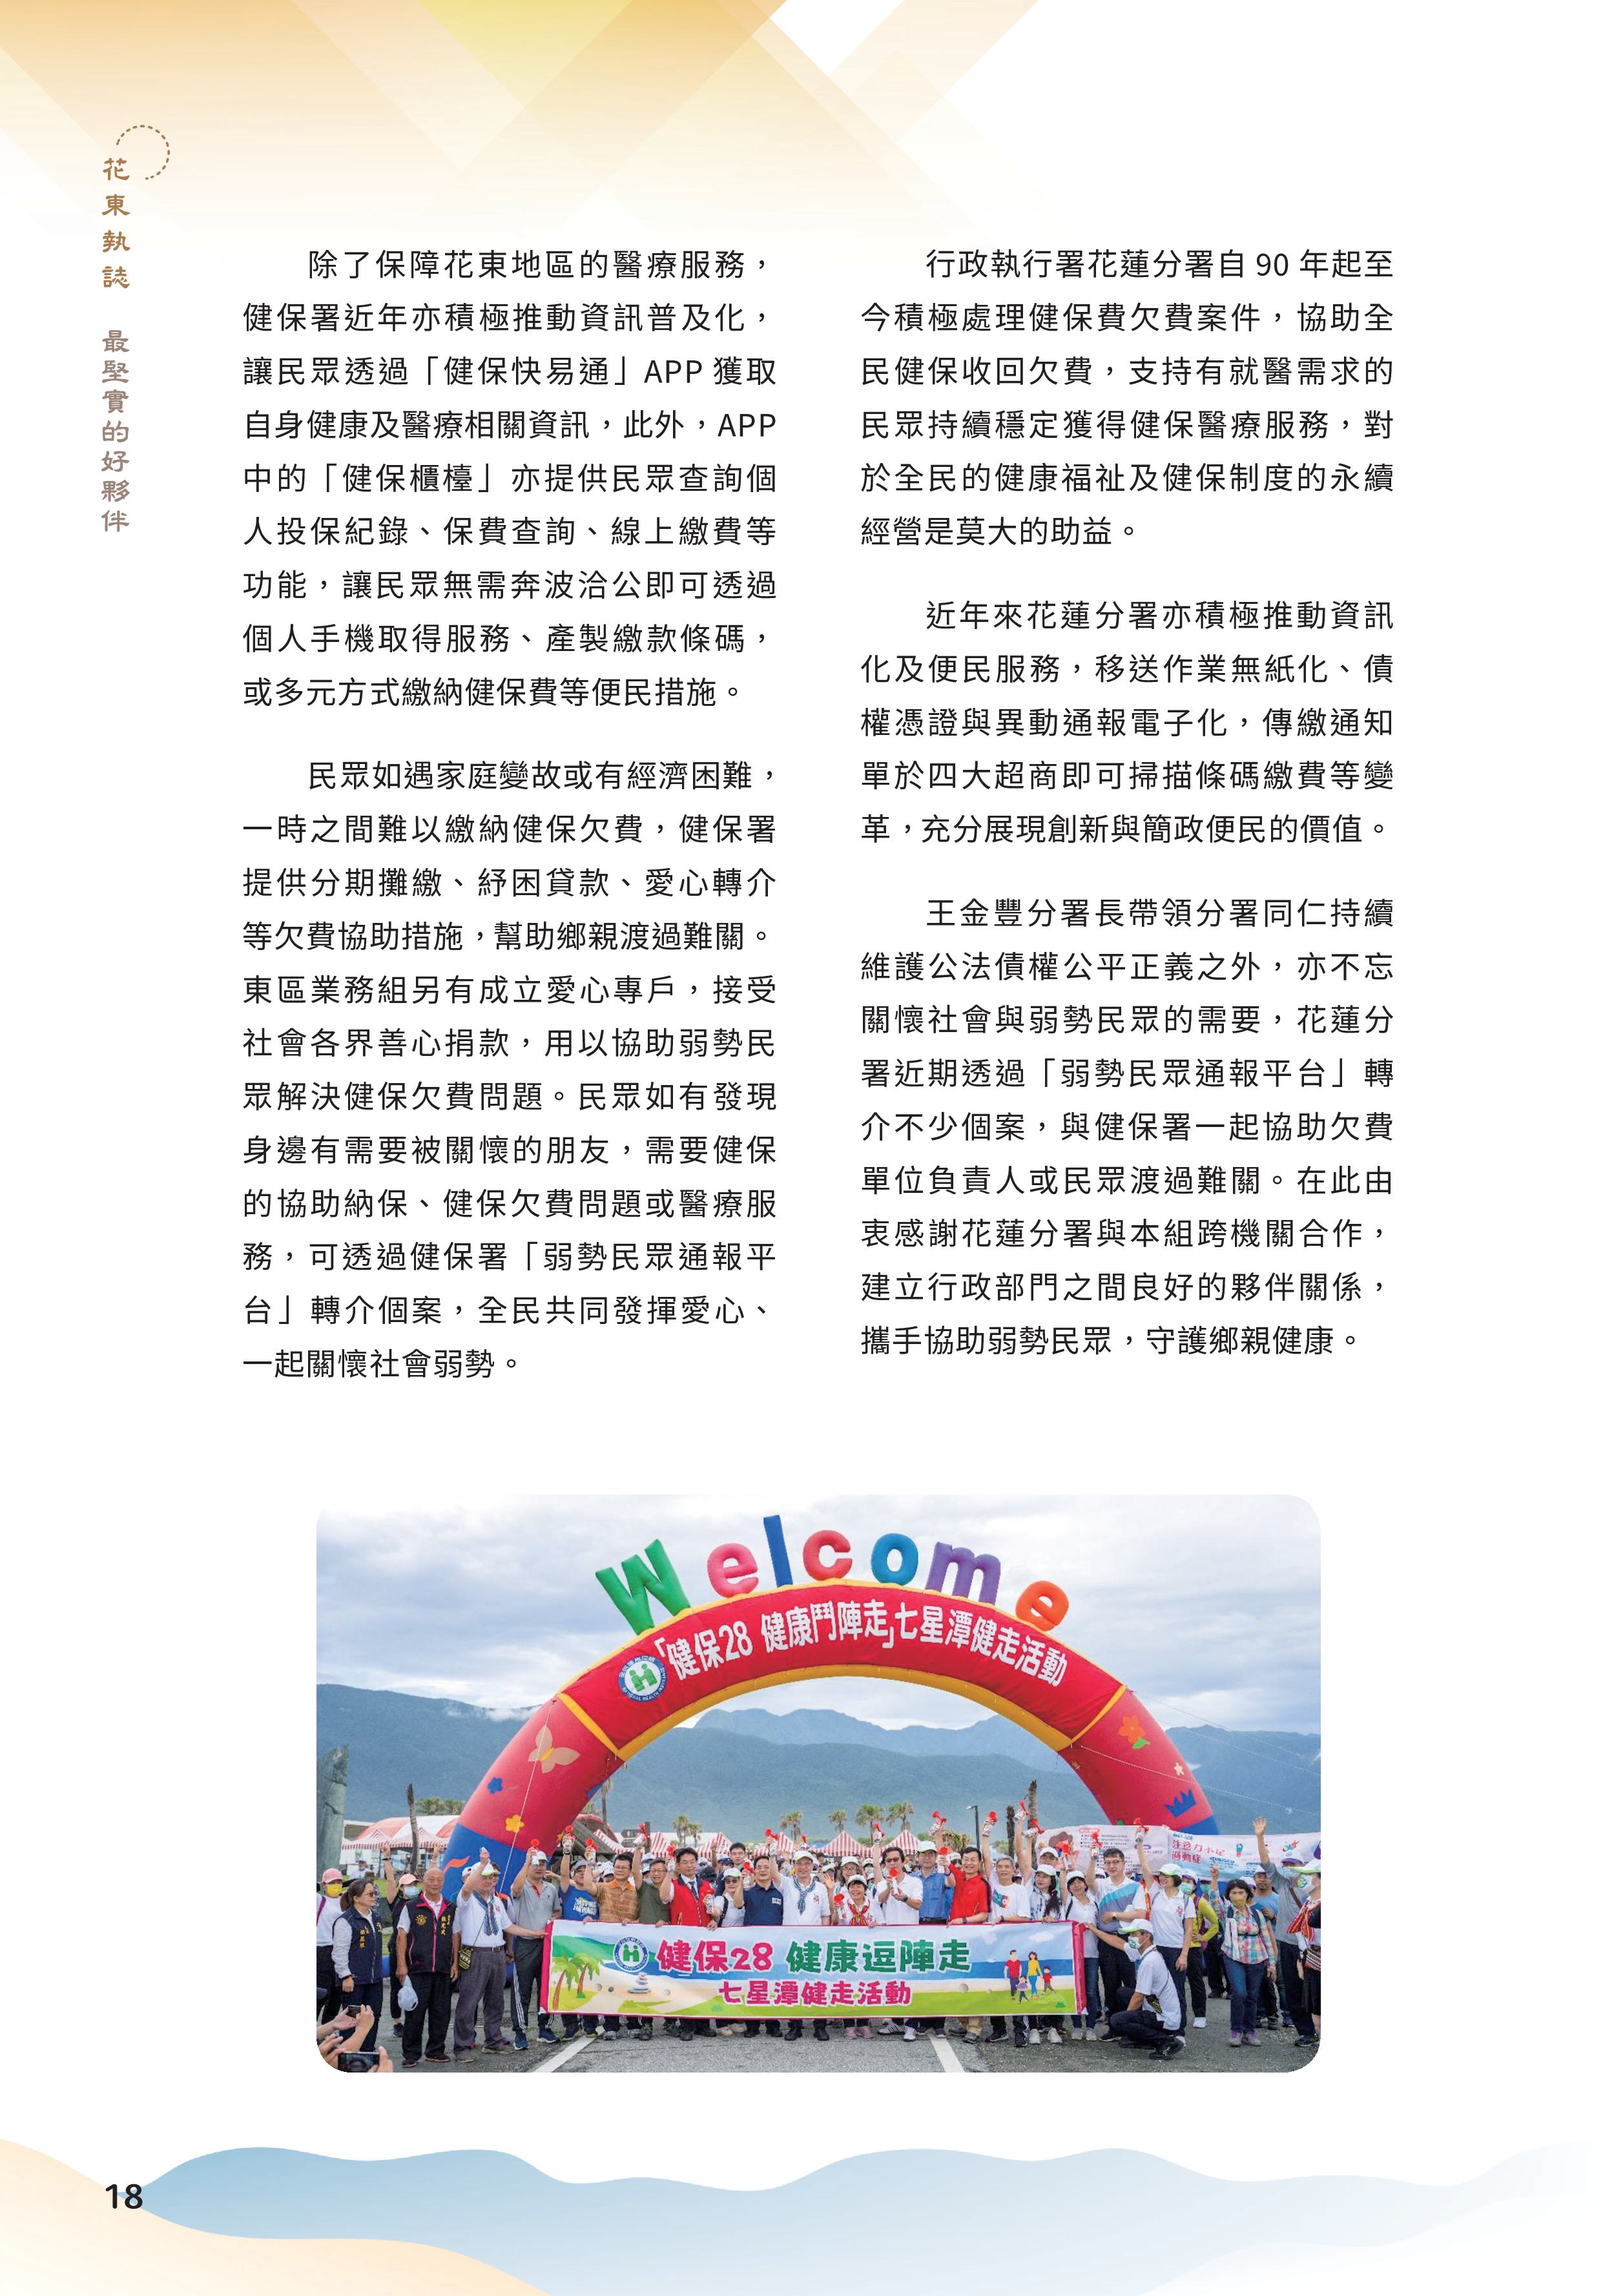 花東執誌　最堅實的好夥伴
除了保障花東地區的醫療服務，
健保署近年亦積極推動資訊普及化，
讓民眾透過「健保快易通」APP 獲取
自身健康及醫療相關資訊，此外，APP
中的「健保櫃檯」亦提供民眾查詢個
人投保紀錄、保費查詢、線上繳費等
功能，讓民眾無需奔波洽公即可透過
個人手機取得服務、產製繳款條碼，
或多元方式繳納健保費等便民措施。
民眾如遇家庭變故或有經濟困難，
一時之間難以繳納健保欠費，健保署
提供分期攤繳、紓困貸款、愛心轉介
等欠費協助措施，幫助鄉親渡過難關。
東區業務組另有成立愛心專戶，接受
社會各界善心捐款，用以協助弱勢民
眾解決健保欠費問題。民眾如有發現
身邊有需要被關懷的朋友，需要健保
的協助納保、健保欠費問題或醫療服
務，可透過健保署「弱勢民眾通報平
台」轉介個案，全民共同發揮愛心、
一起關懷社會弱勢。
行政執行署花蓮分署自 90 年起至
今積極處理健保費欠費案件，協助全
民健保收回欠費，支持有就醫需求的
民眾持續穩定獲得健保醫療服務，對
於全民的健康福祉及健保制度的永續
經營是莫大的助益。
近年來花蓮分署亦積極推動資訊
化及便民服務，移送作業無紙化、債
權憑證與異動通報電子化，傳繳通知
單於四大超商即可掃描條碼繳費等變
革，充分展現創新與簡政便民的價值。
王金豐分署長帶領分署同仁持續
維護公法債權公平正義之外，亦不忘
關懷社會與弱勢民眾的需要，花蓮分
署近期透過「弱勢民眾通報平台」轉
介不少個案，與健保署一起協助欠費
單位負責人或民眾渡過難關。在此由
衷感謝花蓮分署與本組跨機關合作，
建立行政部門之間良好的夥伴關係，
攜手協助弱勢民眾，守護鄉親健康。
Welcome
「健保28 健康鬥陣走」七星潭健走活動
健保28 健康逗陣走
七星潭健走活動
18